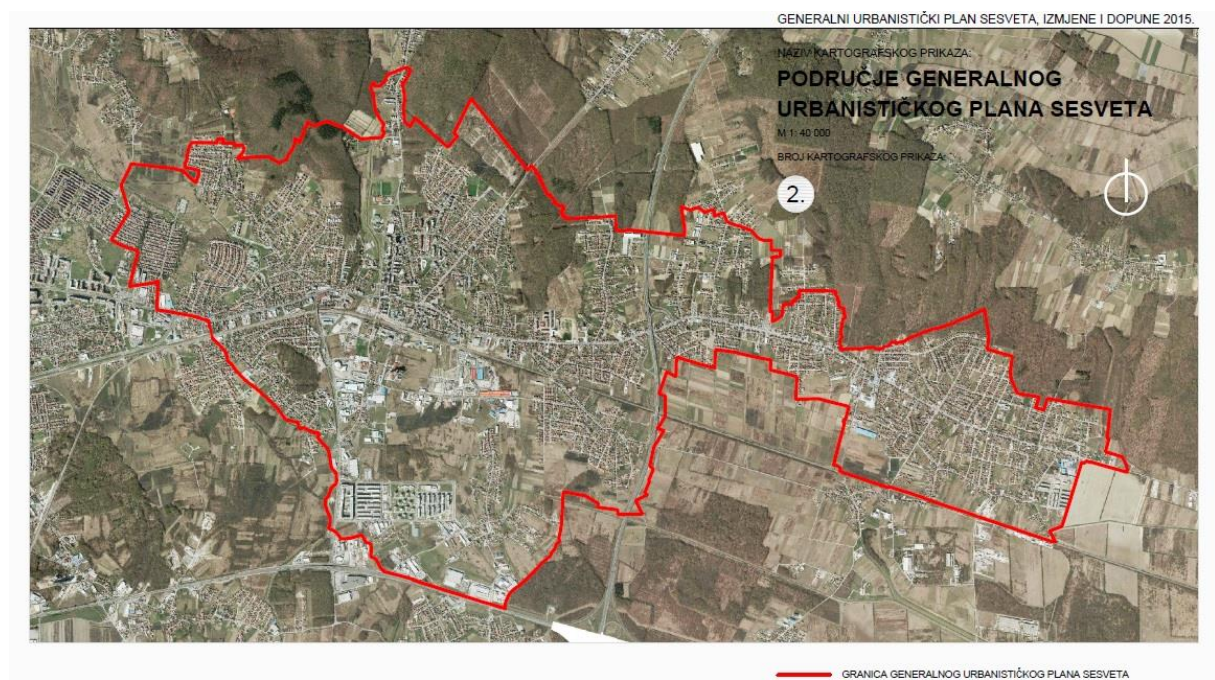 GENERALNI URBANISTIČKI PLAN SESVETA, IZMJENE I DOPUNE 2015.
NAZIV KARTOGRAFSKOG PRIKAZA:
PODRUČJE GENERALNOG
URBANISTIČKOG PLANA SESVETA
M 1: 40 000
BROJ KARTOGRAFSKOG PRIKAZA:
2.
GRANICA GENERALNOG URBANISTIČKOG PLANA SESVETA